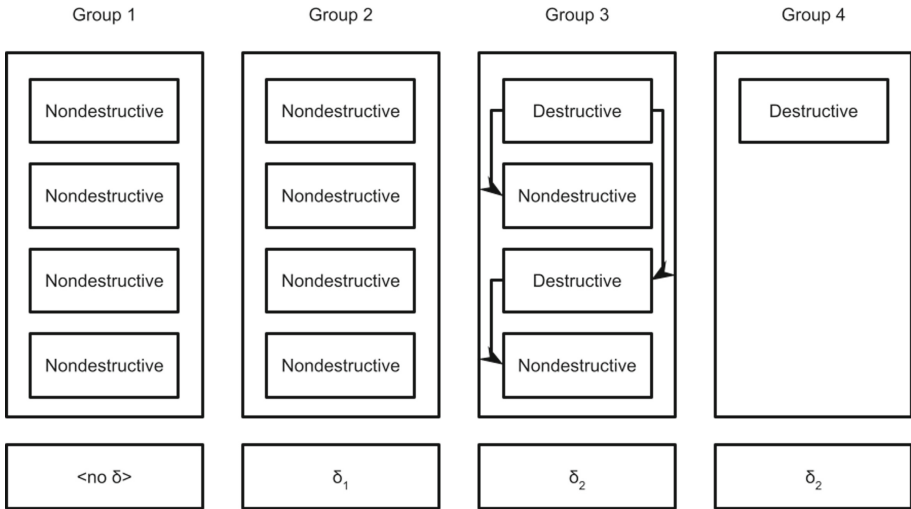 Group 1
Group 2
Group 3
Group 4
Nondestructive
Nondestructive
Destructive
Destructive
Nondestructive
Nondestructive
Nondestructive
Nondestructive
Nondestructive
Destructive
Nondestructive
Nondestructive
Nondestructive
<no δ>
δ₁
δ₂
δ₂